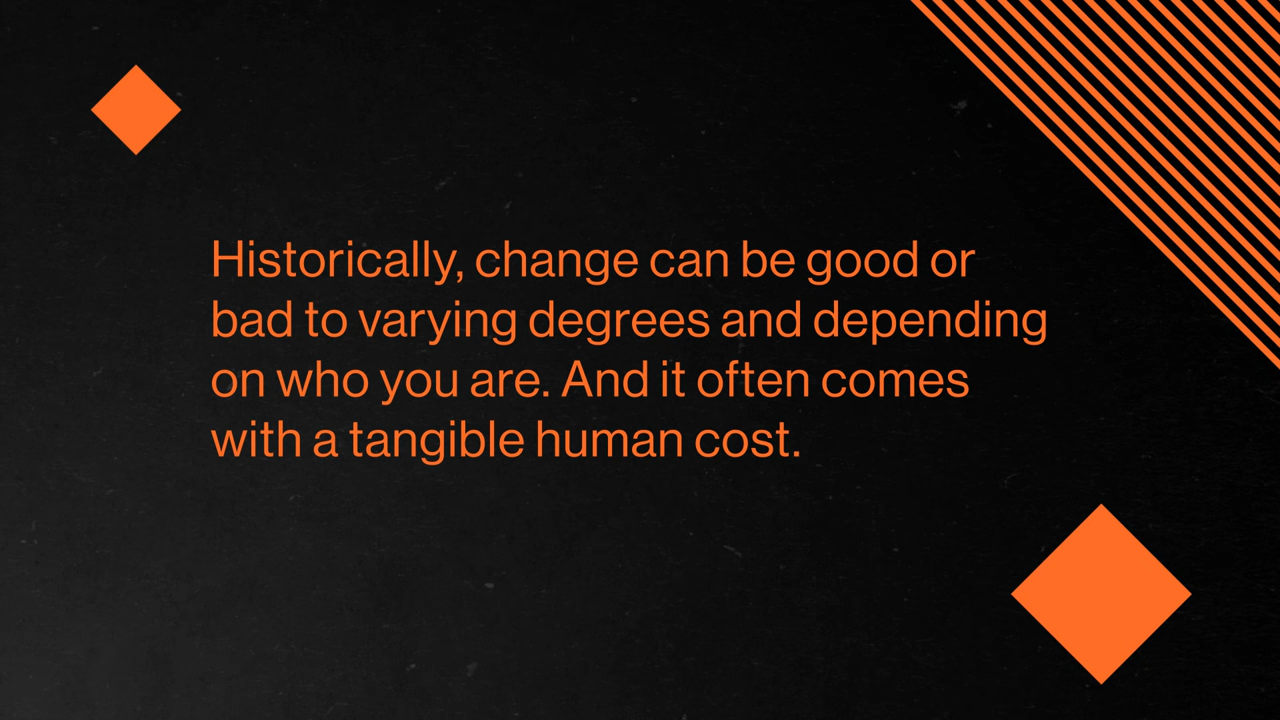 Historically, change can be good or
bad to varying degrees and depending
on who you are. And it often comes
with a tangible human cost.